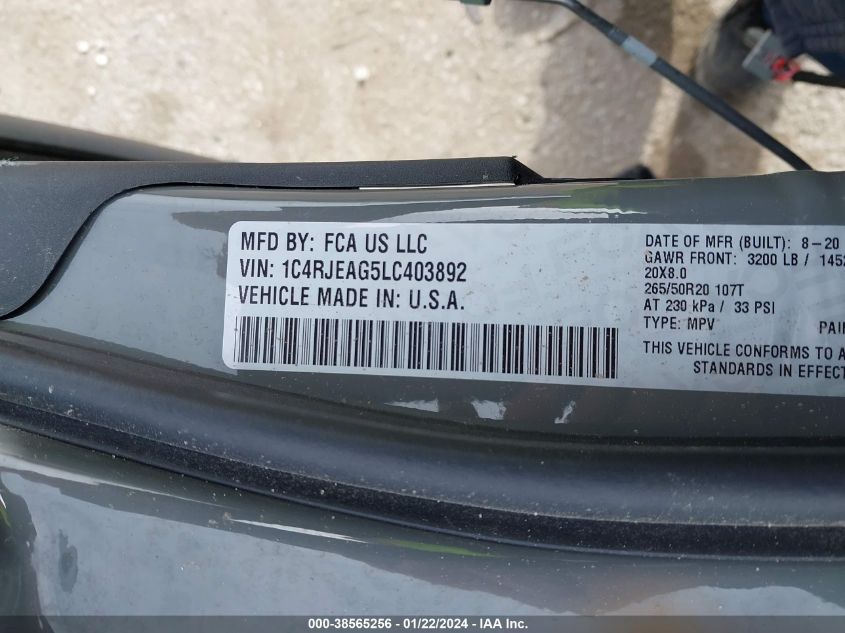 MFD BY: FCA US LLC
VIN: 1C4RJEAG5LC403892
VEHICLE MADE IN: U.S.A.
DATE OF MFR (BUILT): 8-20
GAWR FRONT: 3200 LB / 1452
20X8.0
265/50R20 107T
AT 230 kPa / 33 PSI
TYPE: MPV PAIN
THIS VEHICLE CONFORMS TO A
STANDARDS IN EFFECT
000-38565256 - 01/22/2024 - IAA Inc.